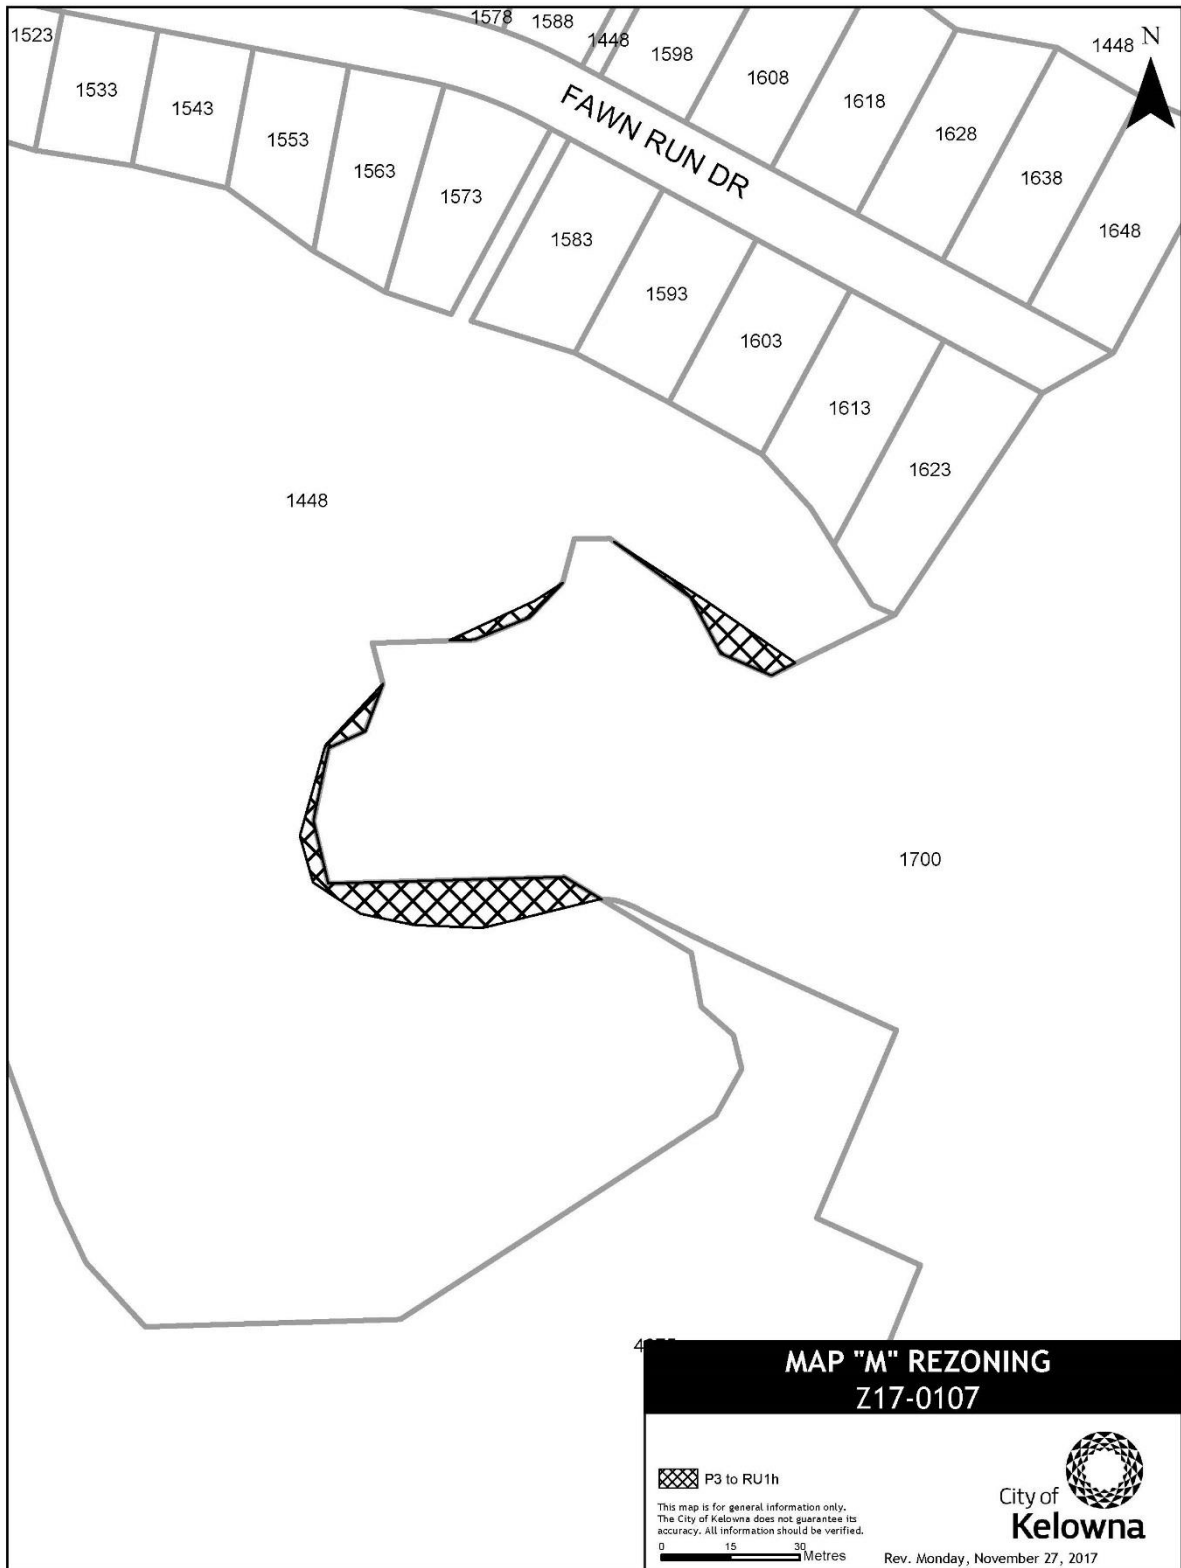 1523
1533
1543
1553
1563
1573
1578
1588
1448
1598
1608
1618
1628
1448
N
1638
1648
FAWN RUN DR
1583
1593
1603
1613
1623
1448
1700
MAP "M" REZONING
Z17-0107
P3 to RU1h
This map is for general information only.
The City of Kelowna does not guarantee its
accuracy. All information should be verified.
0 15 30
Metres
City of
Kelowna
Rev. Monday, November 27, 2017